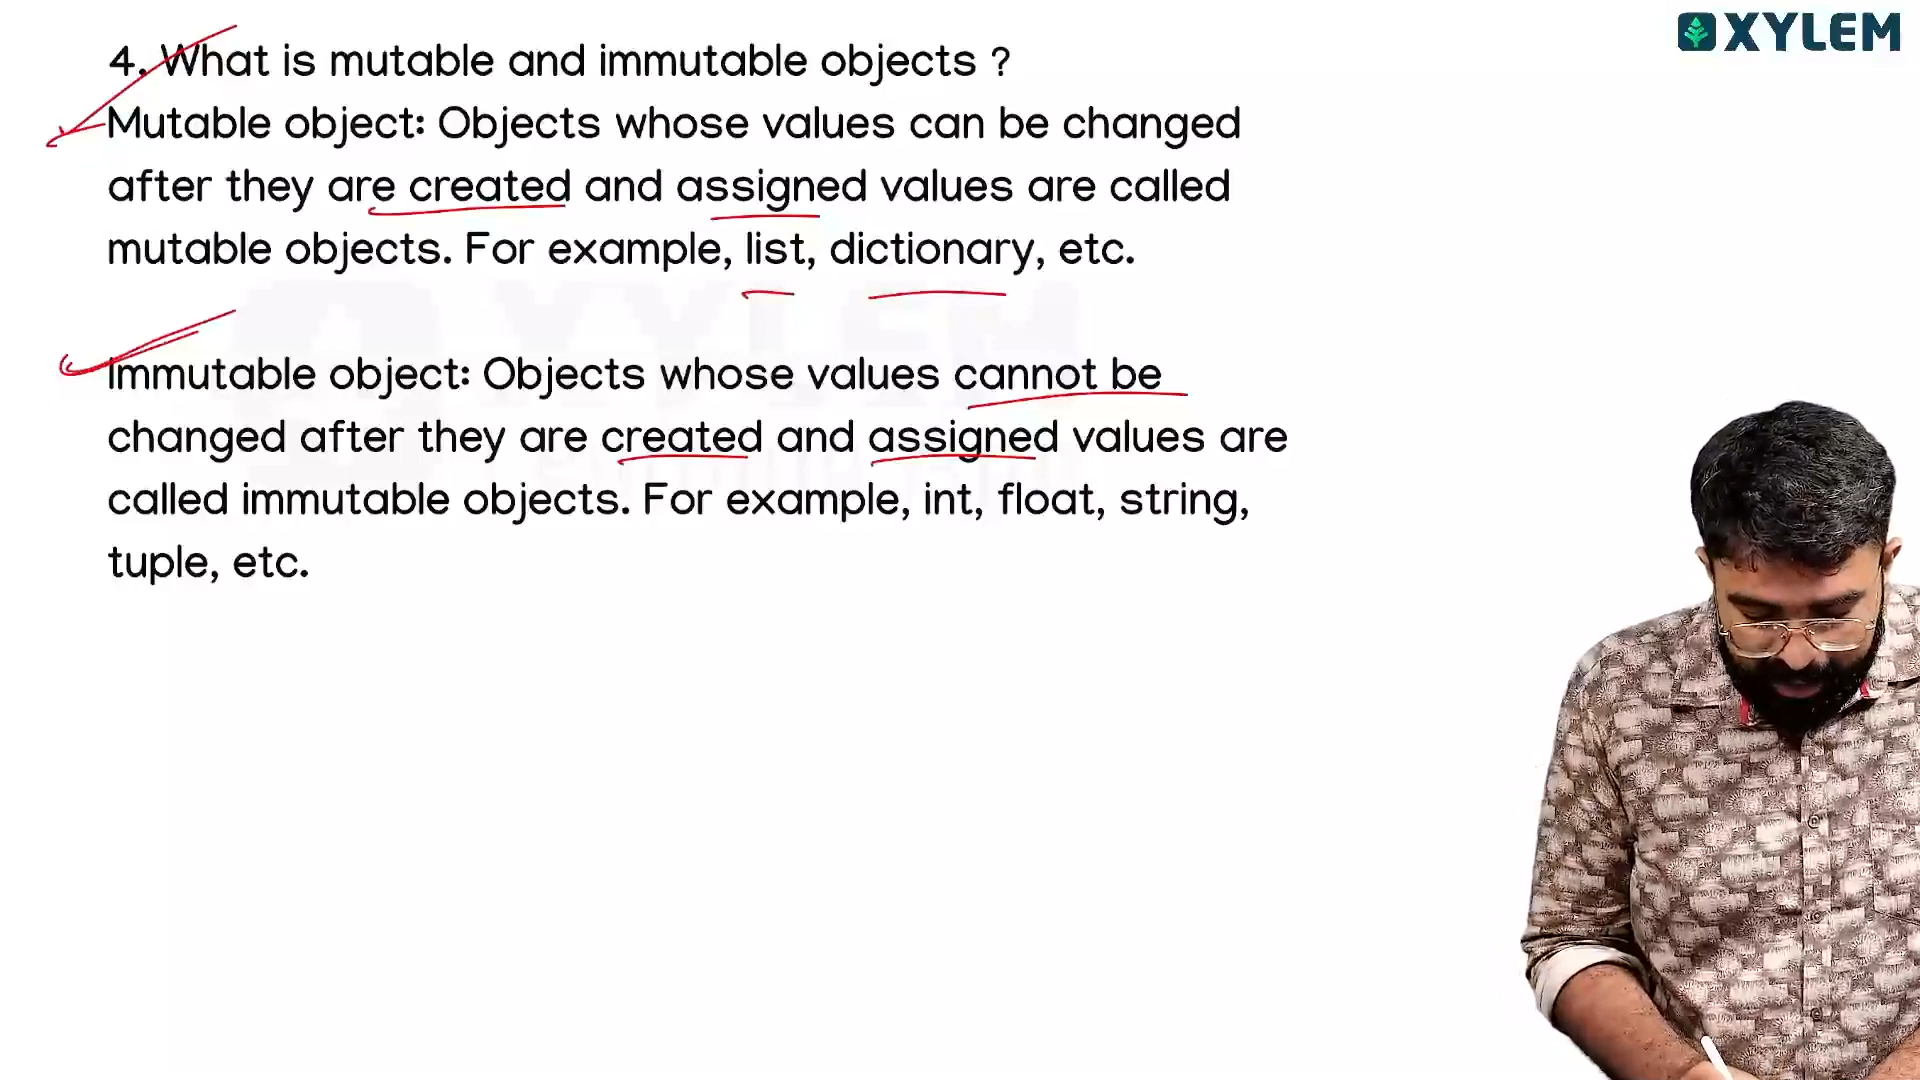 XYLEM
4. What is mutable and immutable objects ?
Mutable object: Objects whose values can be changed
after they are created and assigned values are called
mutable objects. For example, list, dictionary, etc.
Immutable object: Objects whose values cannot be
changed after they are created and assigned values are
called immutable objects. For example, int, float, string,
tuple, etc.
XYLEM